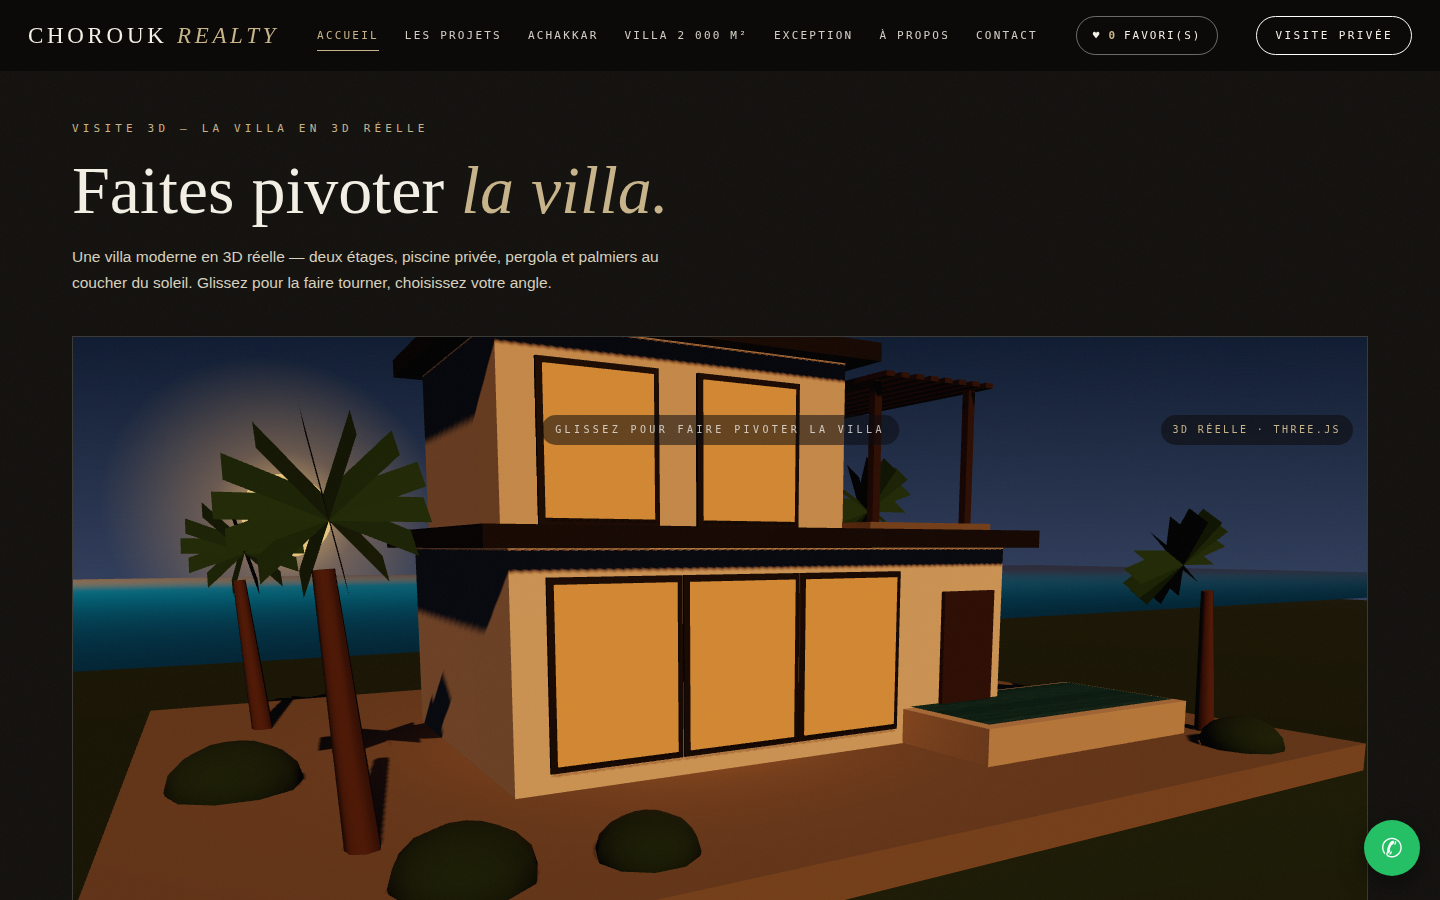 CHOROUK REALTY
ACCUEIL
LES PROJETS
ACHAKKAR
VILLA 2 000 M²
EXCEPTION
À PROPOS
CONTACT
♥ 0 FAVORI(S)
VISITE PRIVÉE
VISITE 3D — LA VILLA EN 3D RÉELLE
Faites pivoter la villa.
Une villa moderne en 3D réelle — deux étages, piscine privée, pergola et palmiers au
coucher du soleil. Glissez pour la faire tourner, choisissez votre angle.
GLISSEZ POUR FAIRE PIVOTER LA VILLA
3D RÉELLE · THREE.JS